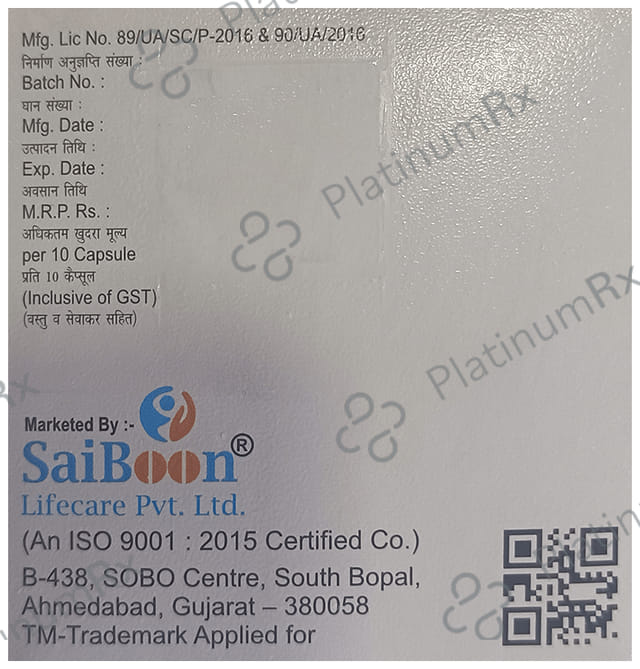 Mfg. Lic No. 89/UA/SC/P-2016 & 90/UA/2016
निर्माण अनुज्ञप्ति संख्या :
Batch No. :
घान संख्या :
Mfg. Date :
उत्पादन तिथि :
Exp. Date :
अवसान तिथि
M.R.P. Rs. :
अधिकतम खुदरा मूल्य
per 10 Capsule
प्रति 10 कैप्सूल
(Inclusive of GST)
(वस्तु व सेवाकर सहित)
Marketed By :-
SaiBoon®
Lifecare Pvt. Ltd.
(An ISO 9001 : 2015 Certified Co.)
B-438, SOBO Centre, South Bopal,
Ahmedabad, Gujarat – 380058
TM-Trademark Applied for
PlatinumRx
PlatinumRx
PlatinumRx